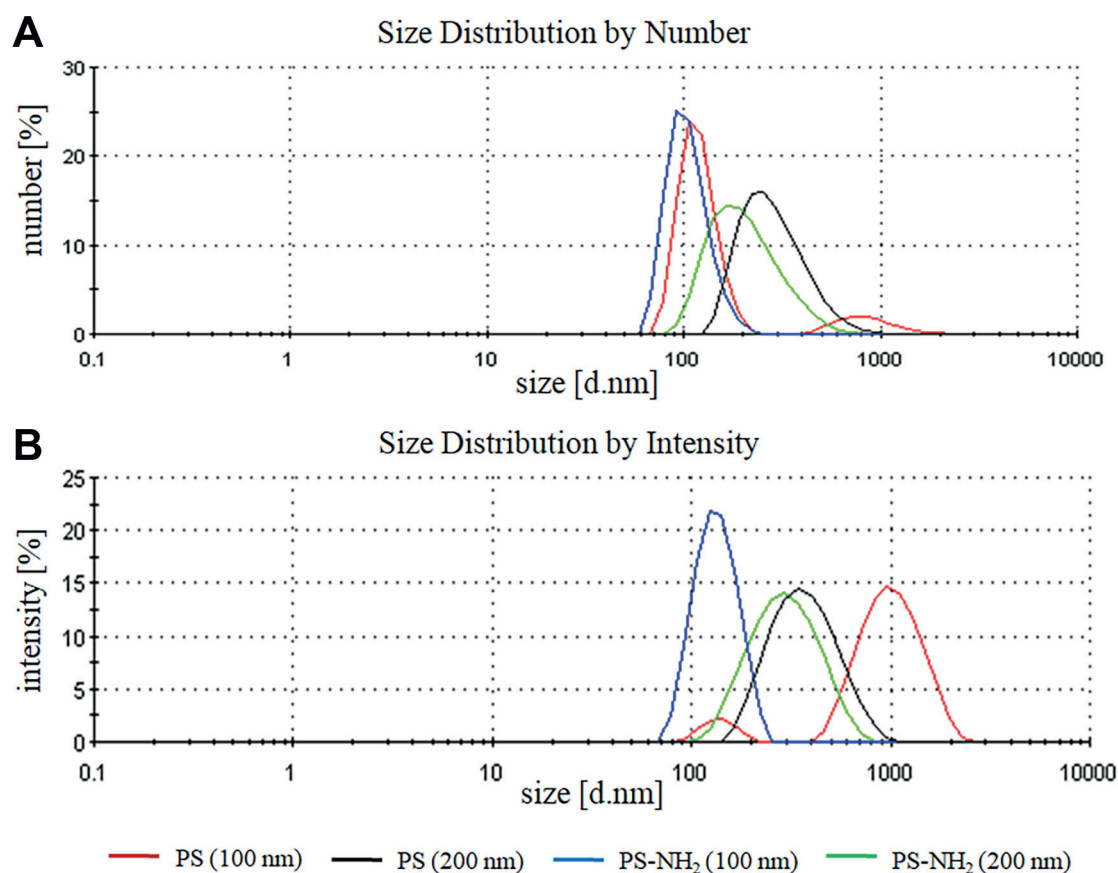 A
Size Distribution by Number
number [%]
30
20
10
0
0.1 1 10 100 1000 10000
size [d.nm]
B
Size Distribution by Intensity
intensity [%]
25
20
15
10
5
0
0.1 1 10 100 1000 10000
size [d.nm]
PS (100 nm) PS (200 nm) PS-NH₂ (100 nm) PS-NH₂ (200 nm)